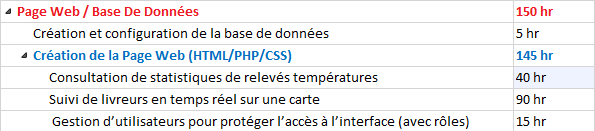 Page Web / Base De Données 150 hr
Création et configuration de la base de données 5 hr
Création de la Page Web (HTML/PHP/CSS) 145 hr
Consultation de statistiques de relevés températures 40 hr
Suivi de livreurs en temps réel sur une carte 90 hr
Gestion d’utilisateurs pour protéger l’accès à l’interface (avec rôles) 15 hr